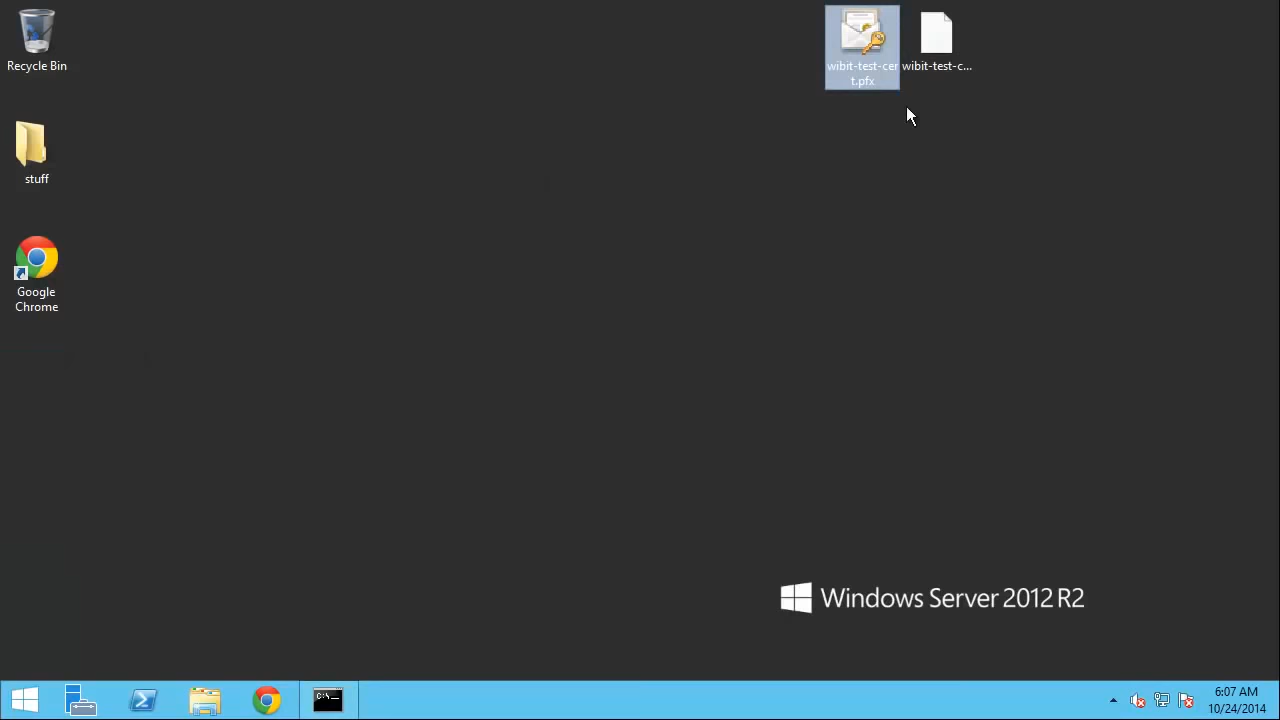 Recycle Bin
wibit-test-cer
t.pfx
wibit-test-c...
stuff
Google
Chrome
Windows Server 2012 R2
C:\_
6:07 AM
10/24/2014